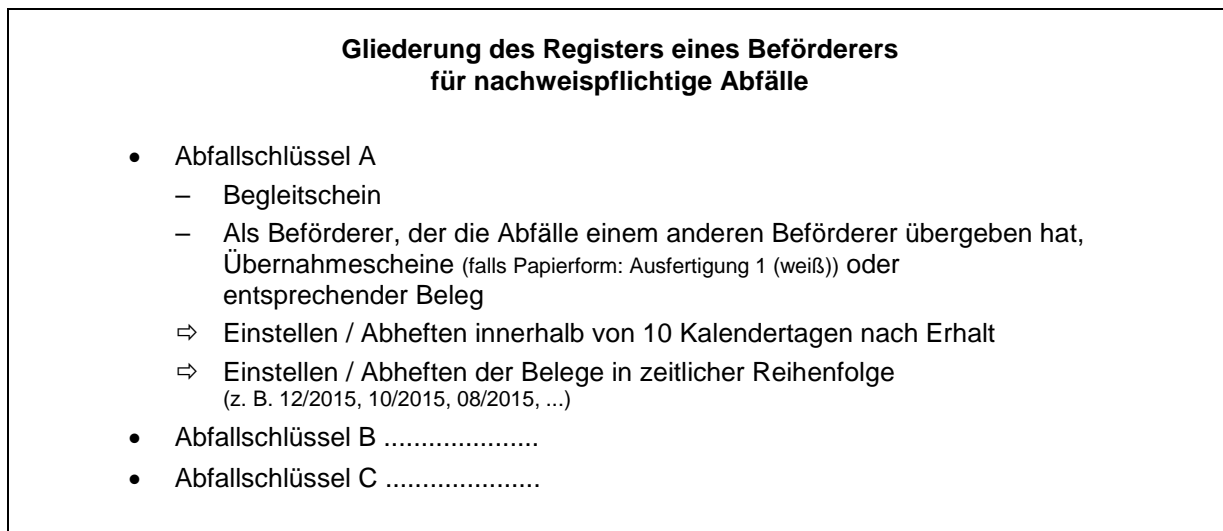 Gliederung des Registers eines Beförderers
für nachweispflichtige Abfälle
• Abfallschlüssel A
– Begleitschein
– Als Beförderer, der die Abfälle einem anderen Beförderer übergeben hat,
Übernahmescheine (falls Papierform: Ausfertigung 1 (weiß)) oder
entsprechender Beleg
⇨ Einstellen / Abheften innerhalb von 10 Kalendertagen nach Erhalt
⇨ Einstellen / Abheften der Belege in zeitlicher Reihenfolge
(z. B. 12/2015, 10/2015, 08/2015, ...)
• Abfallschlüssel B .....................
• Abfallschlüssel C .....................